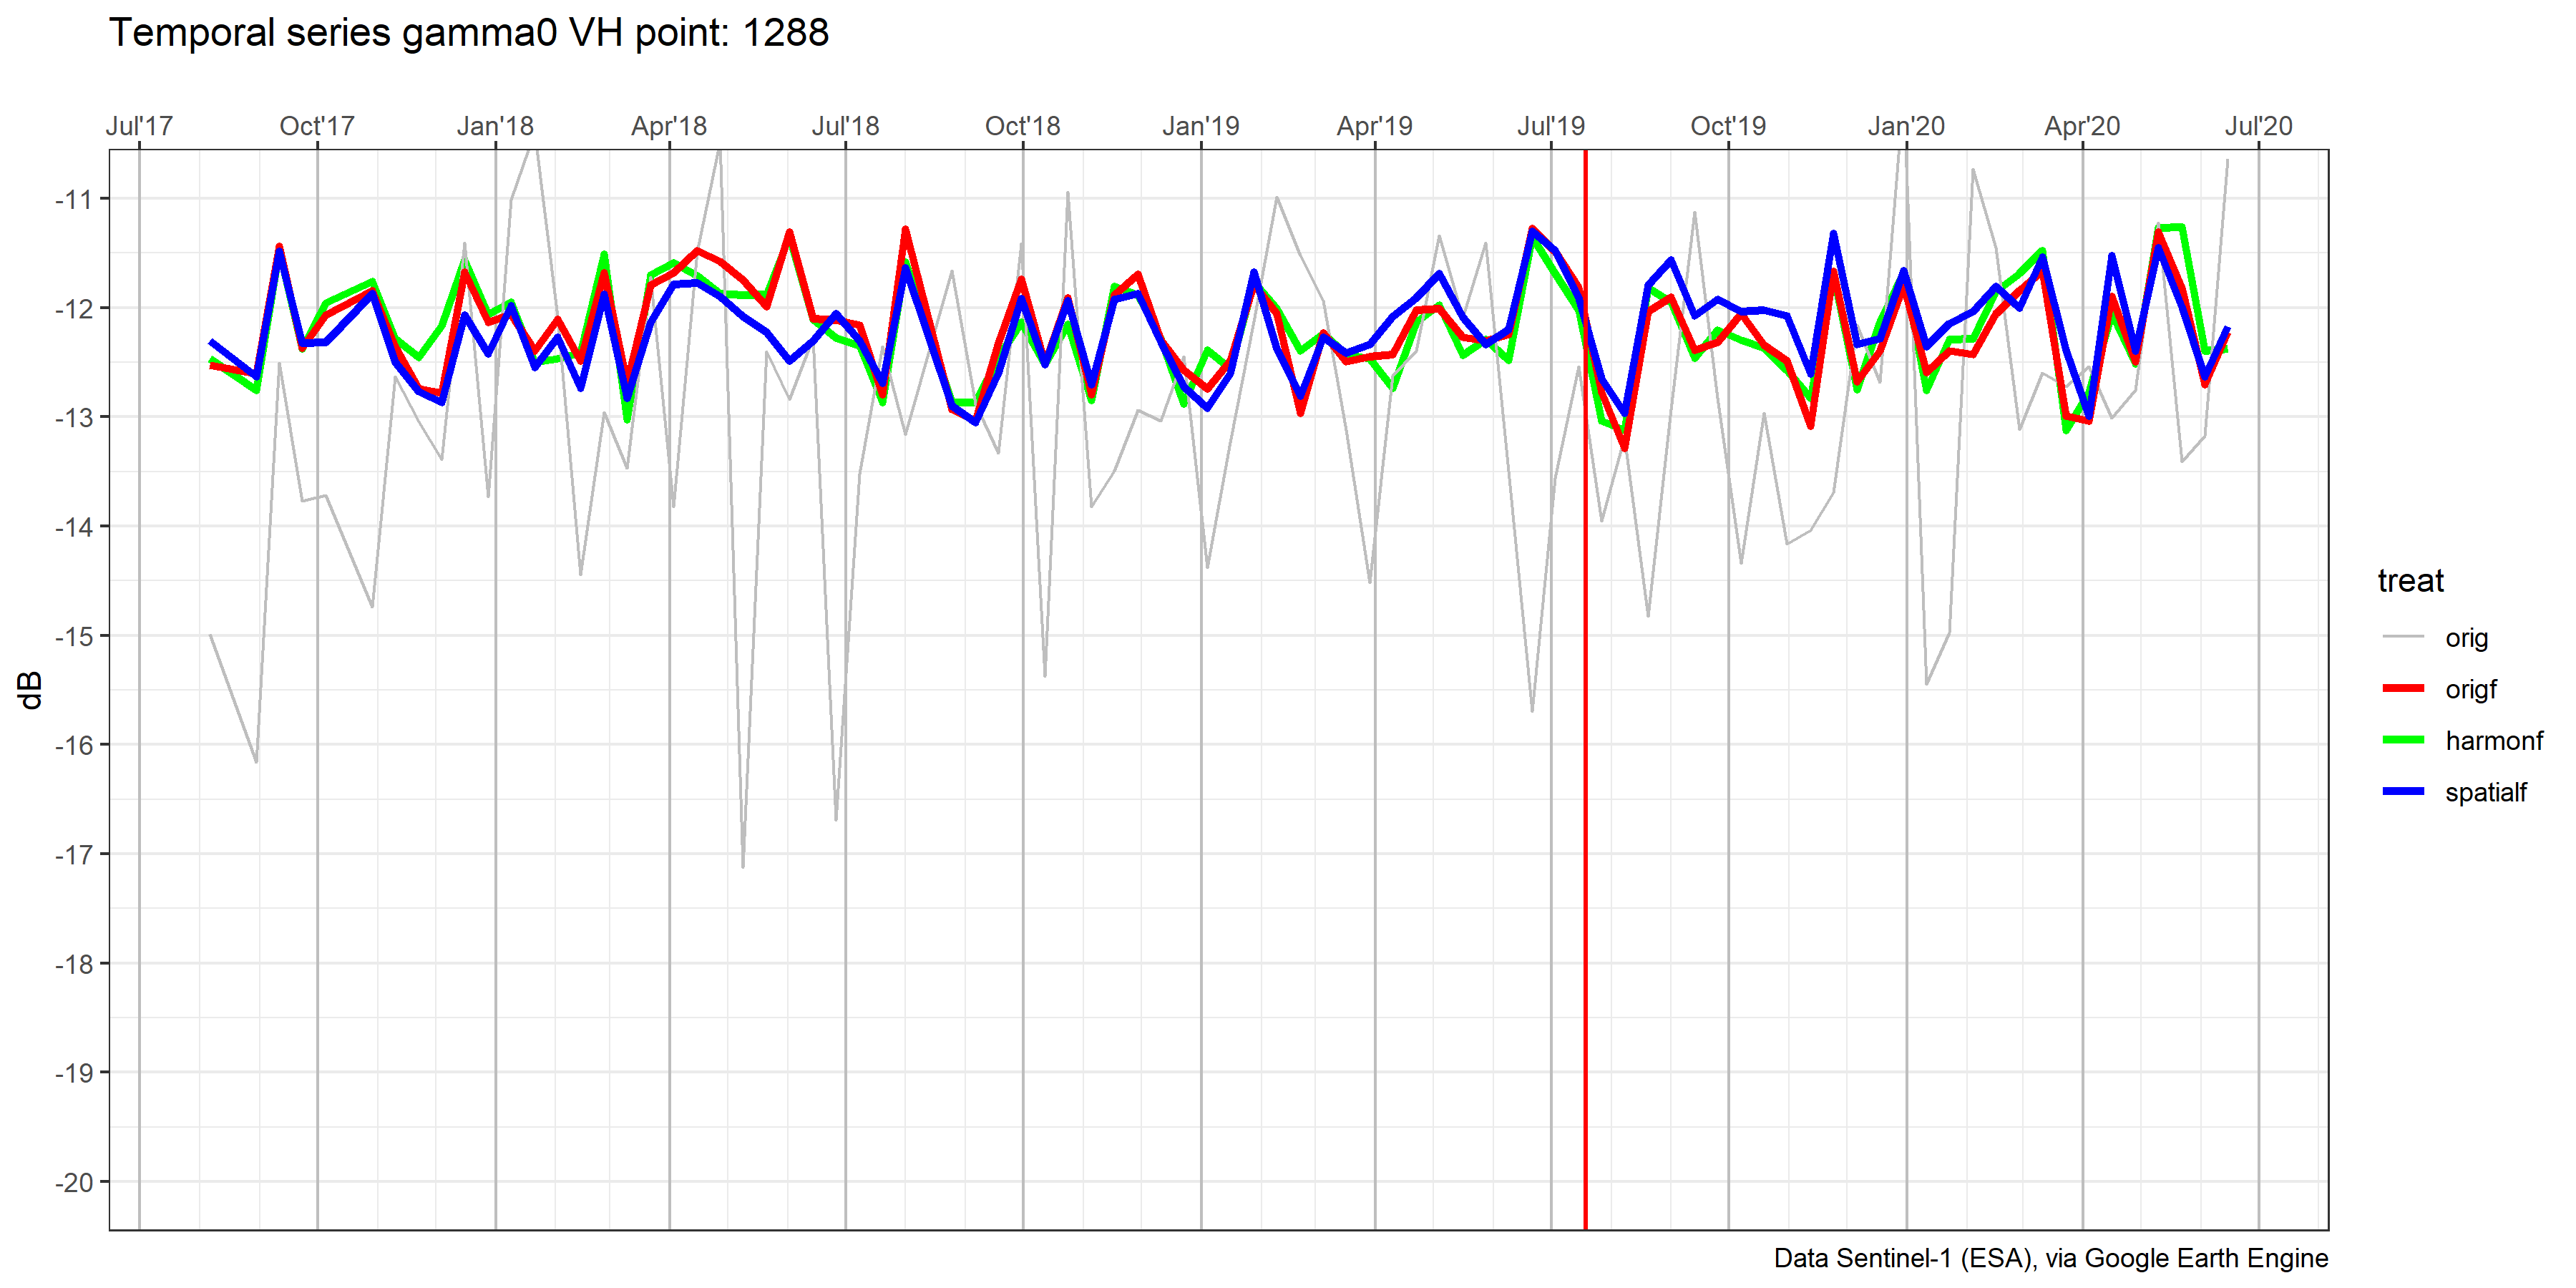 Temporal series gamma0 VH point: 1288
Jul'17 Oct'17 Jan'18 Apr'18 Jul'18 Oct'18 Jan'19 Apr'19 Jul'19 Oct'19 Jan'20 Apr'20 Jul'20
-11
-12
-13
-14
-15
-16
-17
-18
-19
-20
dB
treat
orig
origf
harmonf
spatialf
Data Sentinel-1 (ESA), via Google Earth Engine